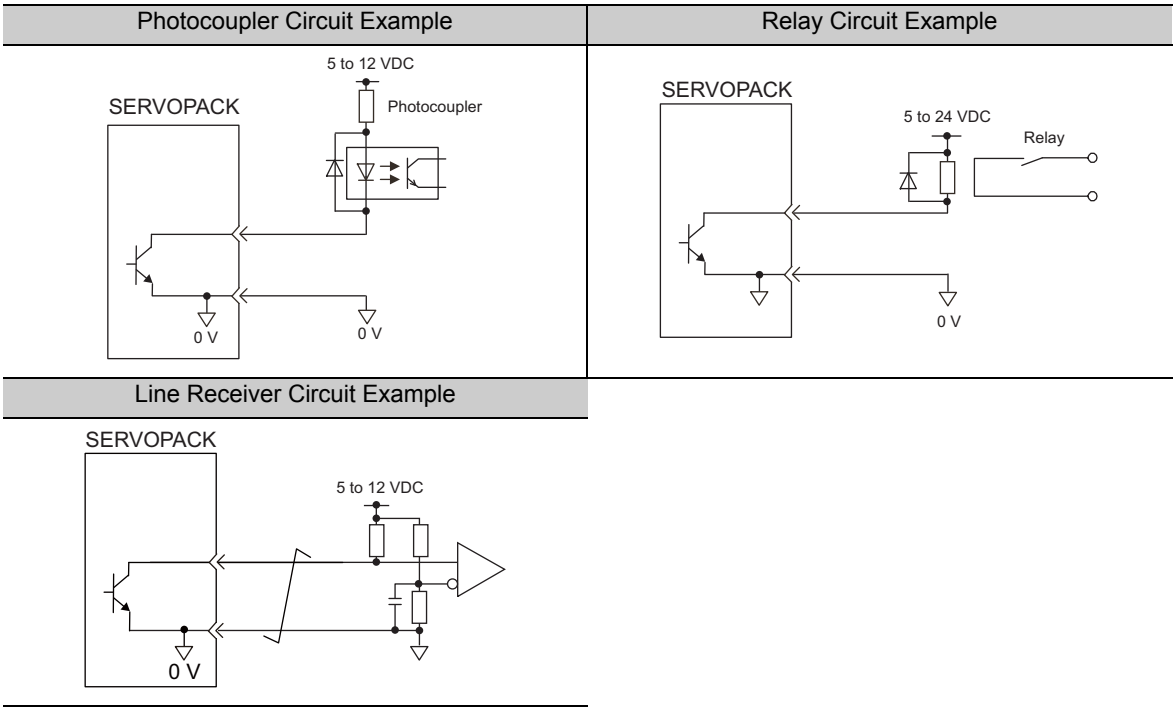 Photocoupler Circuit Example
Relay Circuit Example
5 to 12 VDC
SERVOPACK
Photocoupler
0 V
0 V
SERVOPACK
5 to 24 VDC
Relay
0 V
Line Receiver Circuit Example
SERVOPACK
5 to 12 VDC
0 V